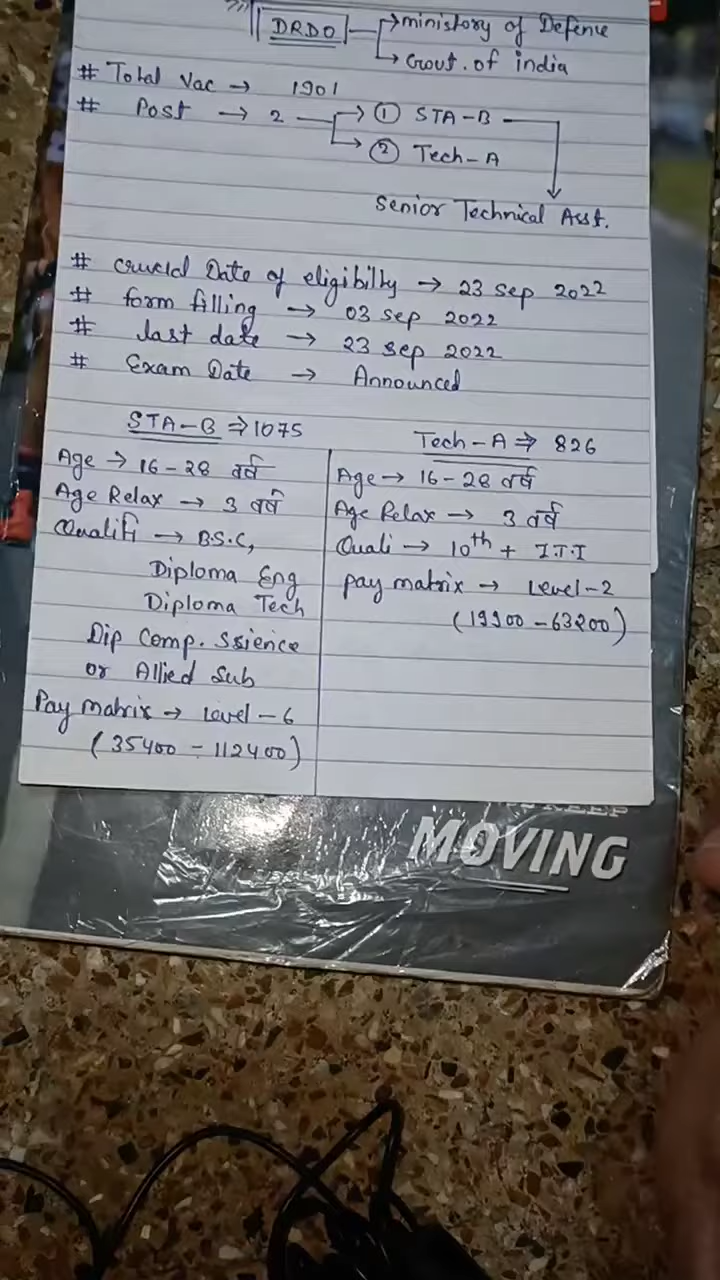 DRDO → ministory of Defence
→ Govt. of india
# Total Vac → 1901
# Post → 2 → ① STA-B
→ ② Tech-A
Senior Technical Asst.
# crucial Date of eligibilty → 23 sep 2022
# form filling → 03 sep 2022
# last date → 23 sep 2022
# Exam Date → Announced
STA-B ⇒ 1075
Age → 16-28 वर्ष
Age Relax → 3 वर्ष
Qualifi → B.S.C,
Diploma Eng
Diploma Tech
Dip Comp. Ssience
or Allied Sub
Pay matrix → Level-6
(35400 - 112400)
Tech-A ⇒ 826
Age → 16-28 वर्ष
Age Relax → 3 वर्ष
Quali → 10th + I.T.I
pay matrix → Level-2
(19900 - 63200)
MOVING